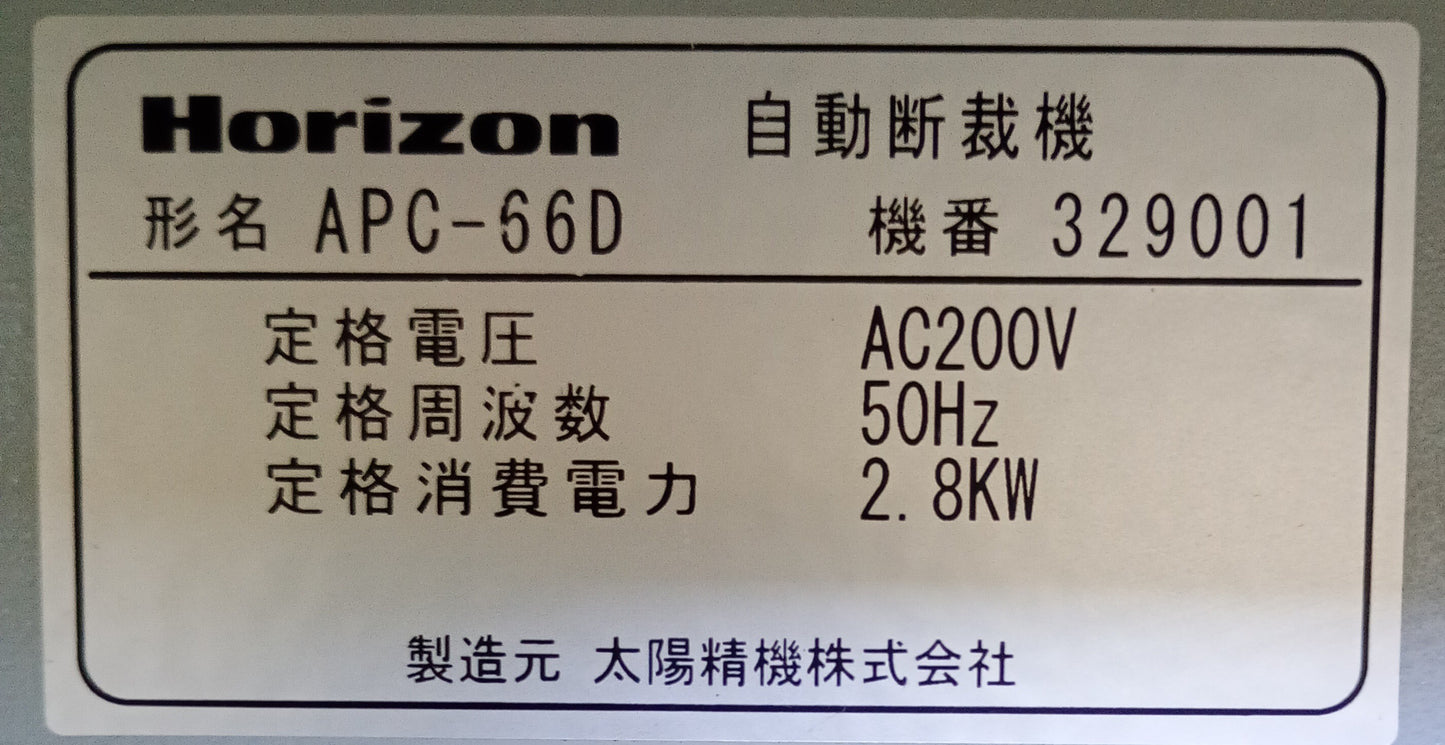 Horizon 自動断裁機
形名 APC-66D 機番 329001
定格電圧 AC200V
定格周波数 50Hz
定格消費電力 2.8KW
製造元 太陽精機株式会社